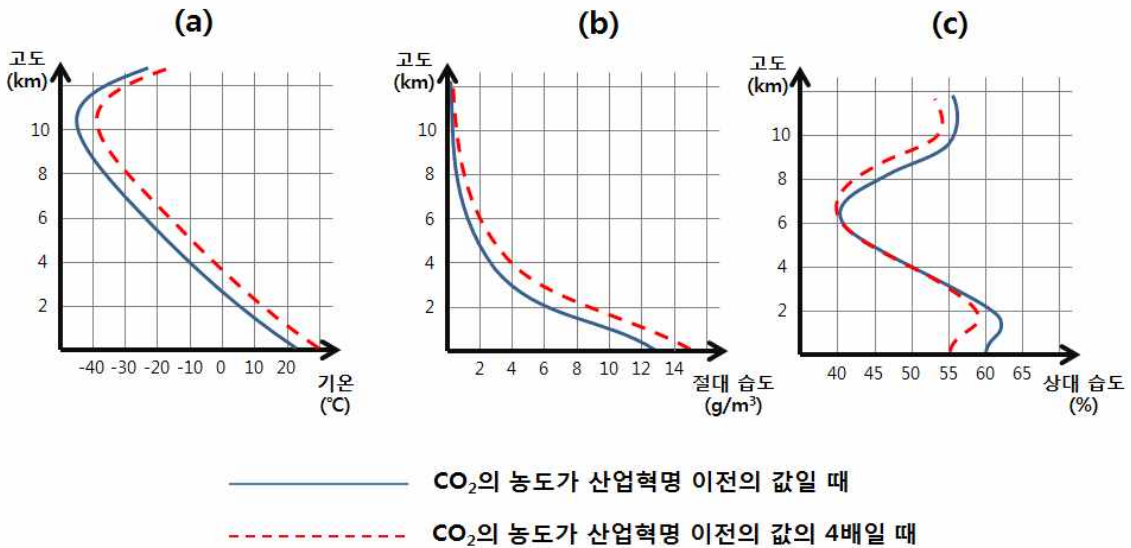 (a)
고도
(km)
10
8
6
4
2
-40 -30 -20 -10 0 10 20 기온
(℃)
(b)
고도
(km)
10
8
6
4
2
2 4 6 8 10 12 14 절대 습도
(g/m³)
(c)
고도
(km)
10
8
6
4
2
40 45 50 55 60 65 상대 습도
(%)
CO₂의 농도가 산업혁명 이전의 값일 때
CO₂의 농도가 산업혁명 이전의 값의 4배일 때